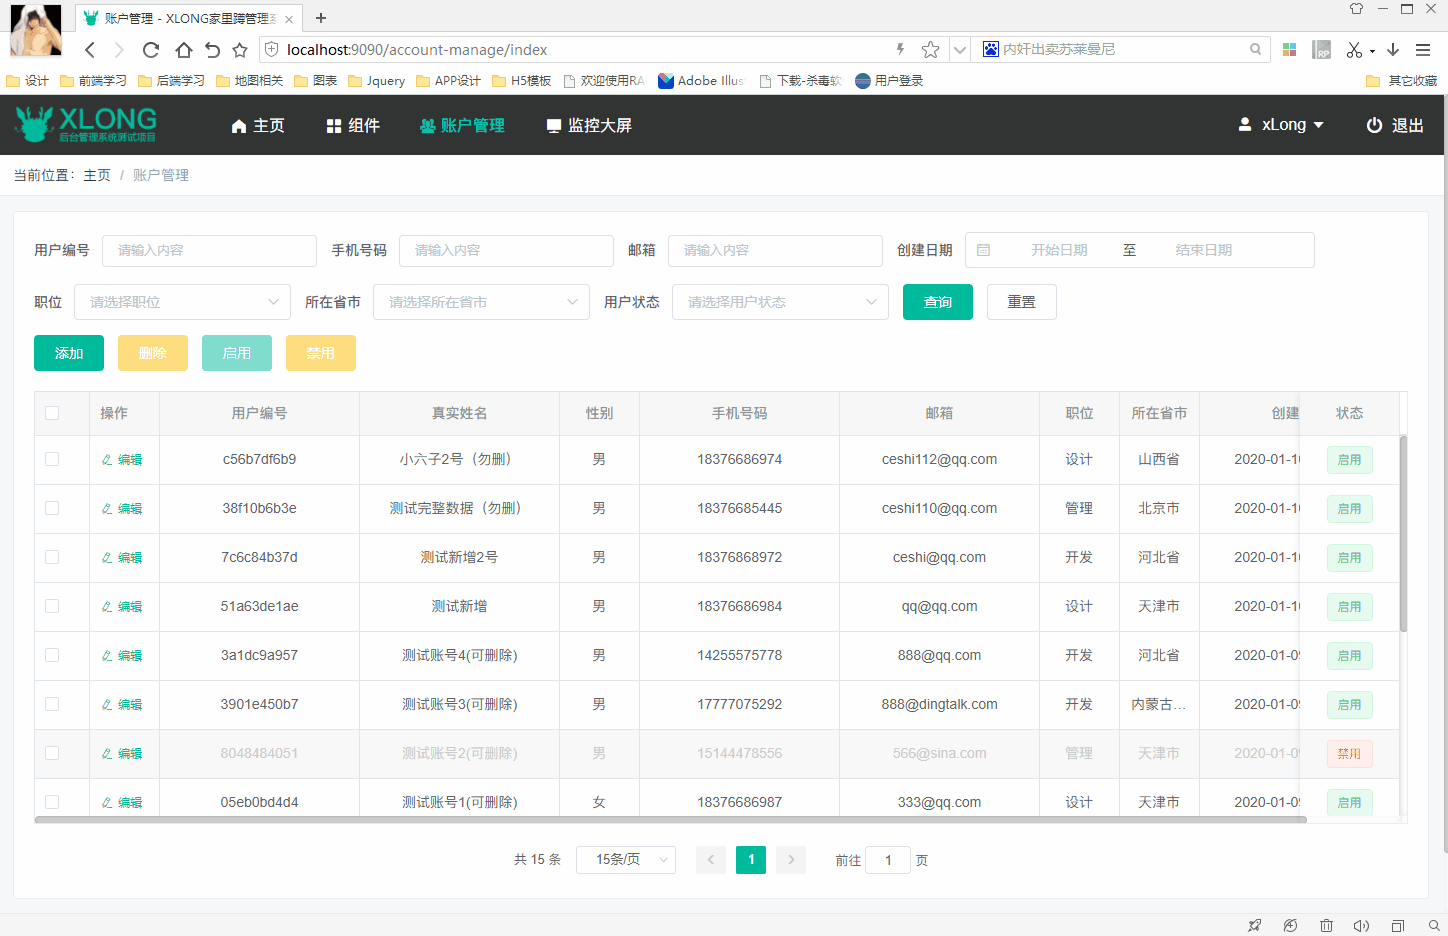 账户管理 - XLONG家里蹲管理
localhost:9090/account-manage/index
内奸出卖苏莱曼尼
设计 前端学习 后端学习 地图相关 图表 Jquery APP设计 H5模板 欢迎使用RA Adobe Illus 下载-杀毒软 用户登录 其它收藏
XLONG
后台管理系统测试项目
主页 组件 账户管理 监控大屏 xLong 退出
当前位置： 主页 / 账户管理
用户编号 请输入内容 手机号码 请输入内容 邮箱 请输入内容 创建日期 开始日期 至 结束日期
职位 请选择职位 所在省市 请选择所在省市 用户状态 请选择用户状态 查询 重置
添加 删除 启用 禁用
操作 用户编号 真实姓名 性别 手机号码 邮箱 职位 所在省市 创建 状态
编辑 c56b7df6b9 小六子2号（勿删） 男 18376686974 ceshi112@qq.com 设计 山西省 2020-01-10 启用
编辑 38f10b6b3e 测试完整数据（勿删） 男 18376685445 ceshi110@qq.com 管理 北京市 2020-01-10 启用
编辑 7c6c84b37d 测试新增2号 男 18376868972 ceshi@qq.com 开发 河北省 2020-01-10 启用
编辑 51a63de1ae 测试新增 男 18376686984 qq@qq.com 设计 天津市 2020-01-10 启用
编辑 3a1dc9a957 测试账号4(可删除) 男 14255575778 888@qq.com 开发 河北省 2020-01-09 启用
编辑 3901e450b7 测试账号3(可删除) 男 17777075292 888@dingtalk.com 开发 内蒙古... 2020-01-09 启用
编辑 8048484051 测试账号2(可删除) 男 15144478556 566@sina.com 管理 天津市 2020-01-09 禁用
编辑 05eb0bd4d4 测试账号1(可删除) 女 18376686987 333@qq.com 设计 天津市 2020-01-09 启用
共 15 条 15条/页 1 前往 1 页